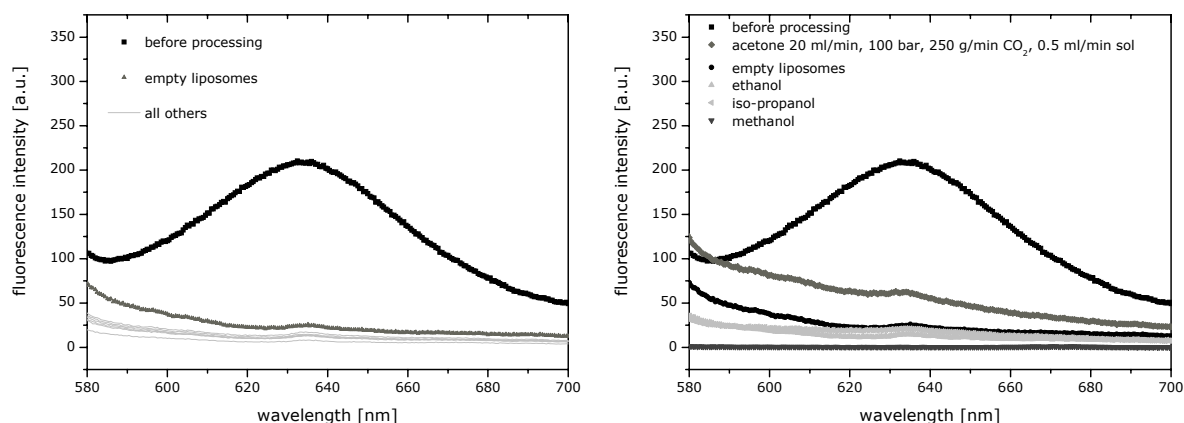 before processing
empty liposomes
all others
fluorescence intensity [a.u.]
350
300
250
200
150
100
50
0
580 600 620 640 660 680 700
wavelength [nm]
before processing
acetone 20 ml/min, 100 bar, 250 g/min CO₂, 0.5 ml/min sol
empty liposomes
ethanol
iso-propanol
methanol
fluorescence intensity [a.u.]
350
300
250
200
150
100
50
0
580 600 620 640 660 680 700
wavelength [nm]